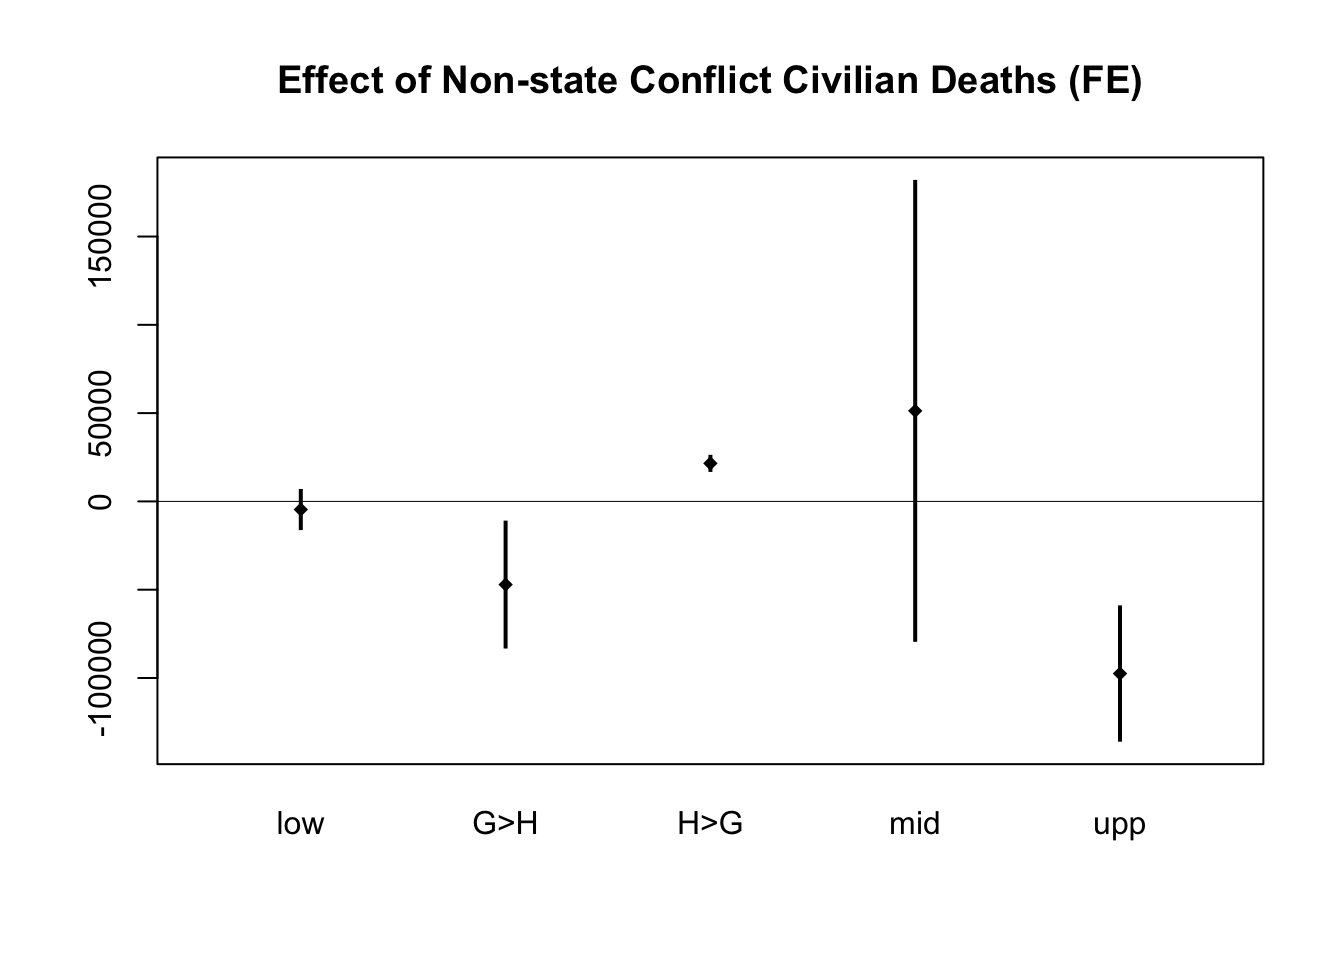 Effect of Non-state Conflict Civilian Deaths (FE)
150000
50000
0
-100000
low G>H H>G mid upp